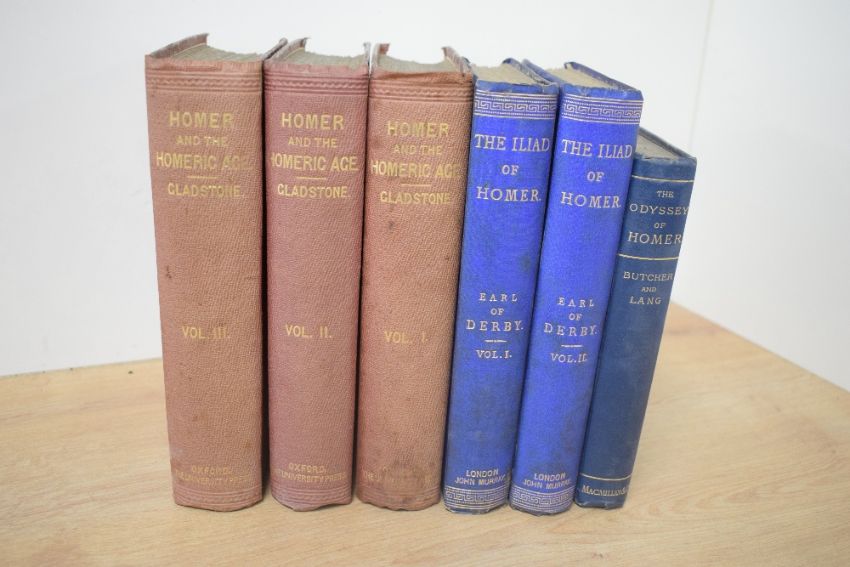 HOMER
AND THE
HOMERIC AGE
GLADSTONE.
VOL. III.
OXFORD,
THE UNIVERSITY PRESS
HOMER
AND THE
HOMERIC AGE
GLADSTONE.
VOL. II.
OXFORD,
UNIVERSITY PRESS
HOMER
AND THE
HOMERIC AGE
GLADSTONE.
VOL. I.
THE ILIAD
OF
HOMER.
EARL
OF
DERBY.
VOL. I.
LONDON
JOHN MURRAY
THE ILIAD
OF
HOMER.
EARL
OF
DERBY.
VOL. II.
LONDON
JOHN MURRAY
THE
ODYSSEY
OF
HOMER
BUTCHER
AND
LANG
MACMILLAN & Co